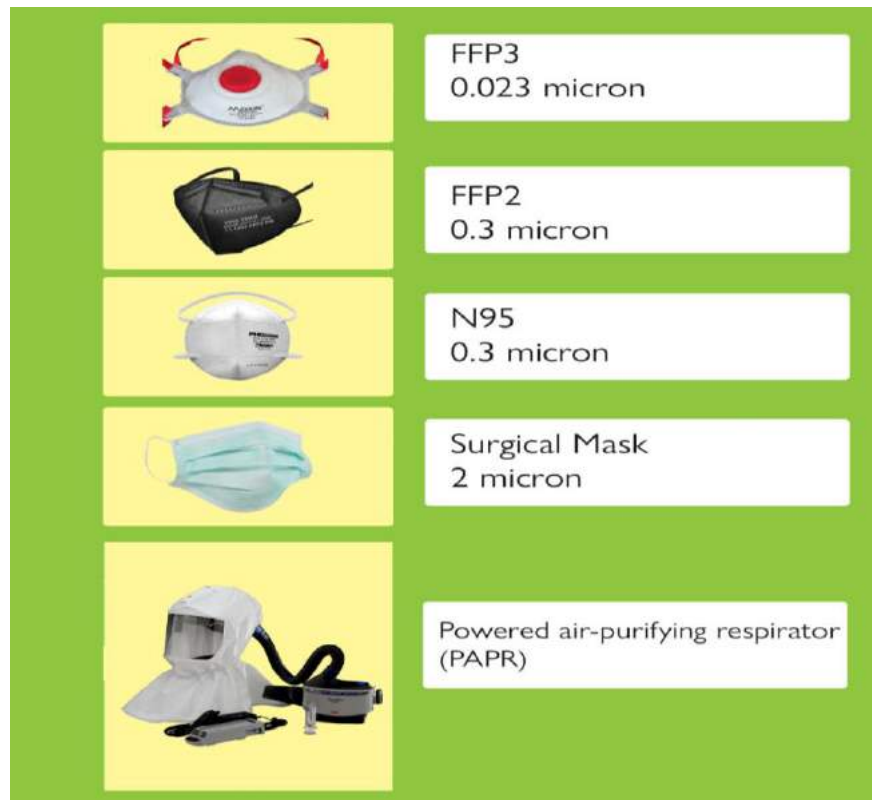 FFP3
0.023 micron
FFP2
0.3 micron
N95
0.3 micron
Surgical Mask
2 micron
Powered air-purifying respirator
(PAPR)